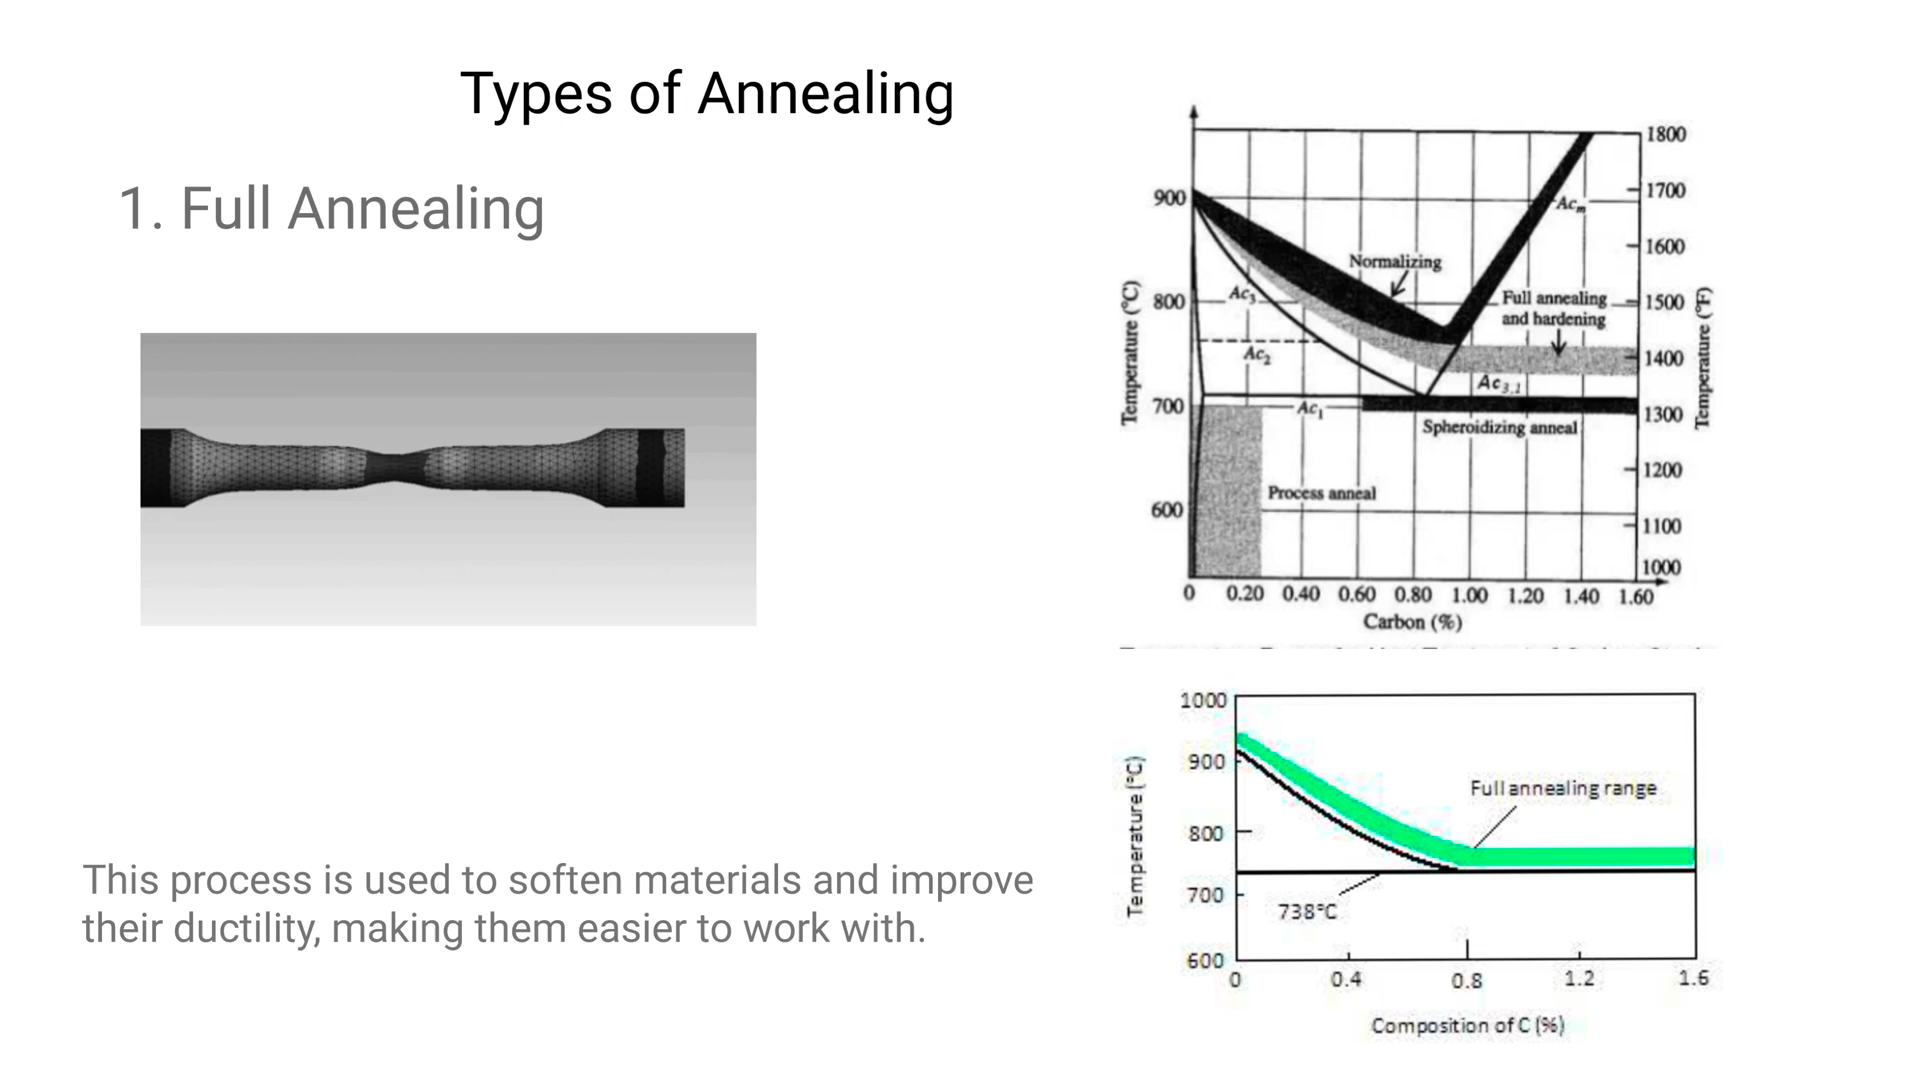 Types of Annealing
1. Full Annealing
This process is used to soften materials and improve
their ductility, making them easier to work with.
1800
1700
1600
1500
1400
1300
1200
1100
1000
900
800
700
600
Temperature (°C)
Temperature (°F)
Ac₃
Ac₂
Ac₁
Acₘ
Ac₃,₁
Normalizing
Full annealing
and hardening
Spheroidizing anneal
Process anneal
0 0.20 0.40 0.60 0.80 1.00 1.20 1.40 1.60
Carbon (%)
1000
900
800
700
600
Temperature (°C)
Full annealing range
738°C
0 0.4 0.8 1.2 1.6
Composition of C (%)